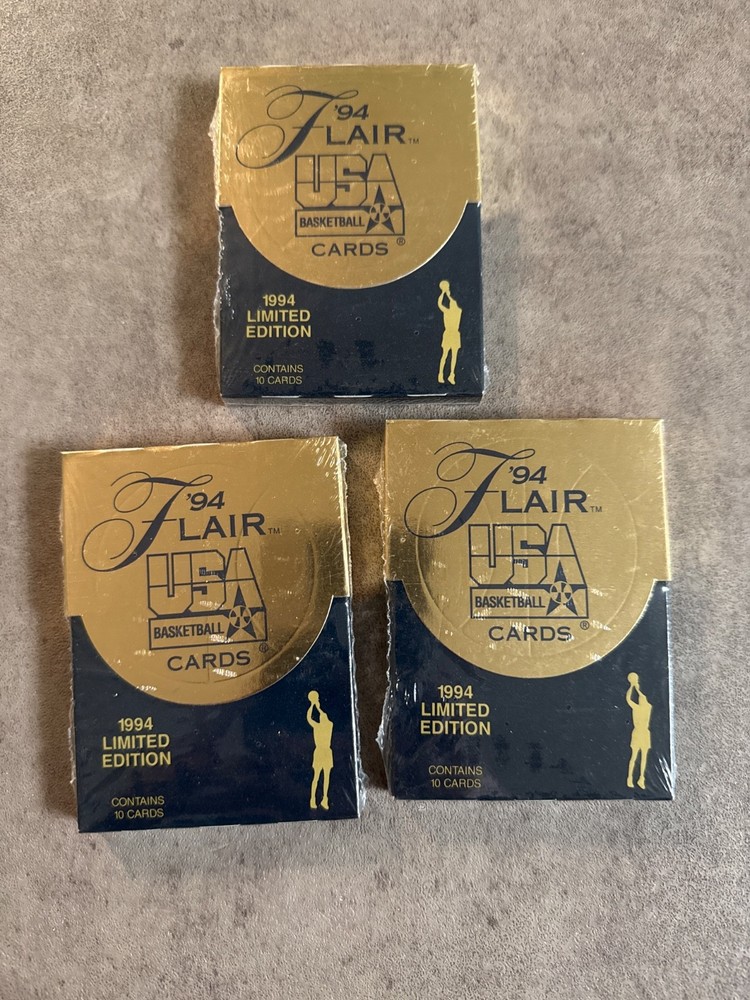 '94
FLAIR™
USA
BASKETBALL
CARDS®
1994
LIMITED
EDITION
CONTAINS
10 CARDS
'94
FLAIR™
USA
BASKETBALL
CARDS®
1994
LIMITED
EDITION
CONTAINS
10 CARDS
'94
FLAIR™
USA
BASKETBALL
CARDS®
1994
LIMITED
EDITION
CONTAINS
10 CARDS